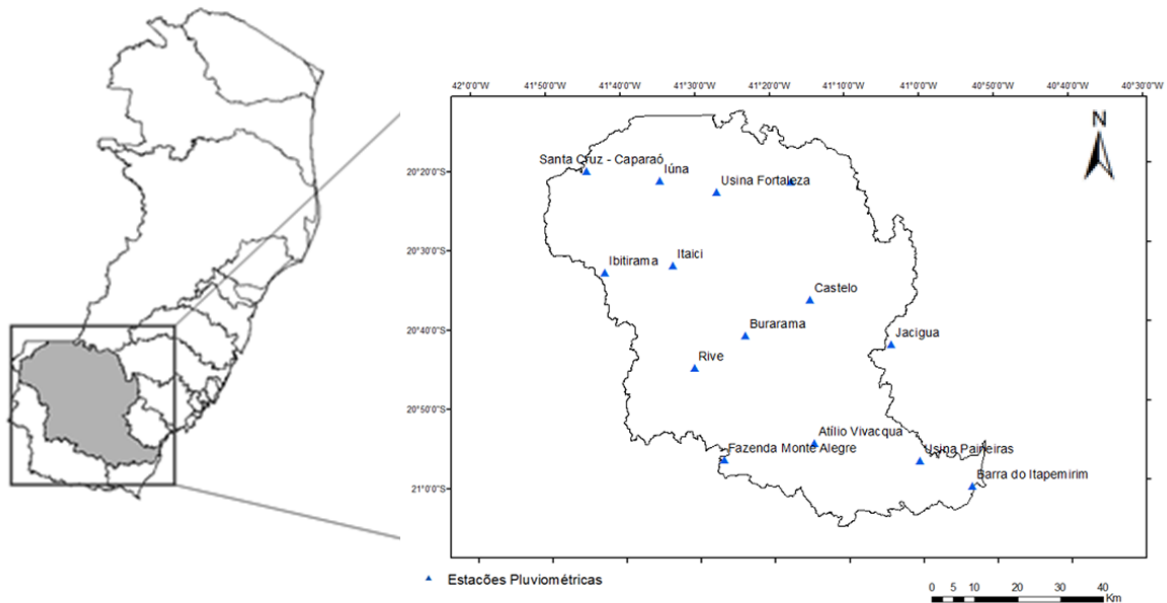 42°0'0"W 41°50'0"W 41°40'0"W 41°30'0"W 41°20'0"W 41°10'0"W 41°0'0"W 40°50'0"W 40°40'0"W 40°30'0"W
N
Santa Cruz - Caparaó
Iúna
20°20'0"S
Usina Fortaleza
20°30'0"S
Ibitirama
Itaici
Castelo
Burarama
20°40'0"S
Jacigua
Rive
20°50'0"S
Atílio Vivacqua
Fazenda Monte Alegre
Usina Paineiras
Barra do Itapemirim
21°0'0"S
Estacões Pluviométricas
0 5 10 20 30 40
Km